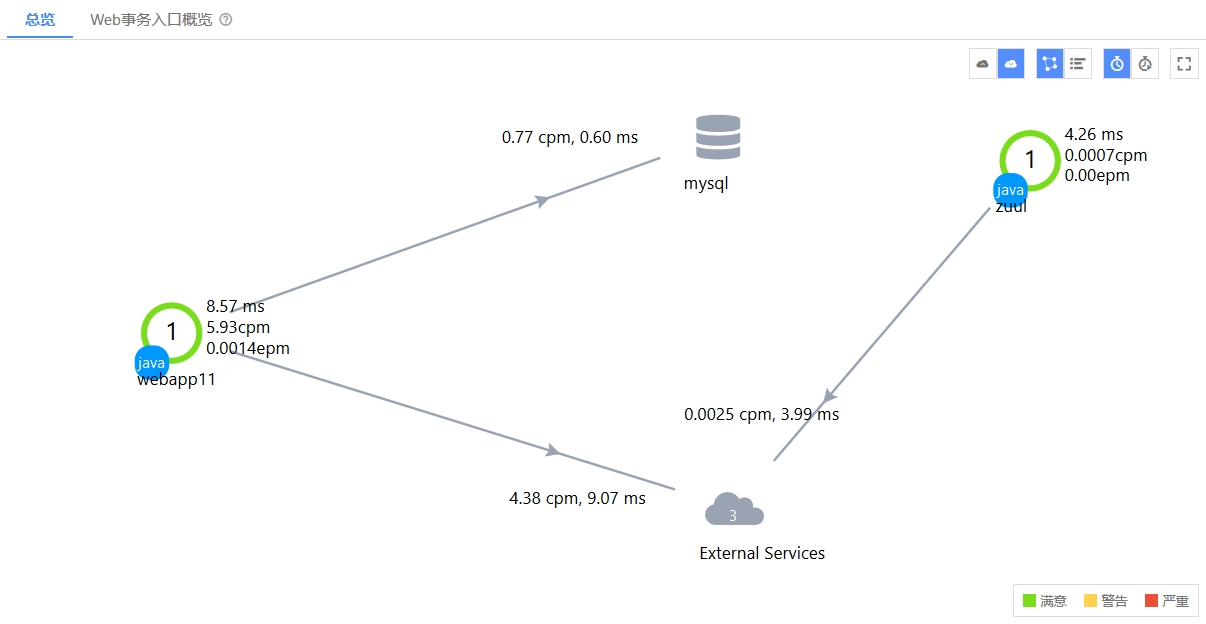 总览 Web事务入口概览
0.77 cpm, 0.60 ms
mysql
1
4.26 ms
0.0007cpm
0.00epm
java
zuul
1
8.57 ms
5.93cpm
0.0014epm
java
webapp11
0.0025 cpm, 3.99 ms
4.38 cpm, 9.07 ms
3
External Services
满意 警告 严重